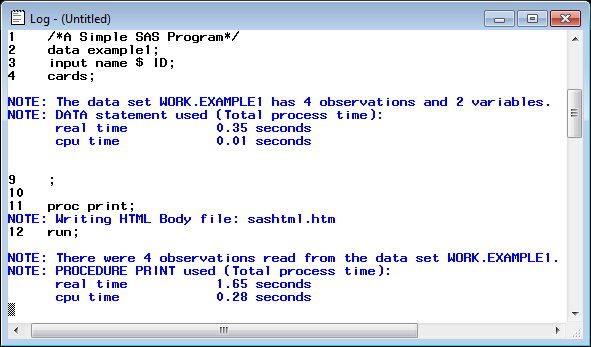 Log - (Untitled)
1    /*A Simple SAS Program*/
2    data example1;
3    input name $ ID;
4    cards;
NOTE: The data set WORK.EXAMPLE1 has 4 observations and 2 variables.
NOTE: DATA statement used (Total process time):
      real time           0.35 seconds
      cpu time            0.01 seconds
9    ;
10
11   proc print;
NOTE: Writing HTML Body file: sashtml.htm
12   run;
NOTE: There were 4 observations read from the data set WORK.EXAMPLE1.
NOTE: PROCEDURE PRINT used (Total process time):
      real time           1.65 seconds
      cpu time            0.28 seconds